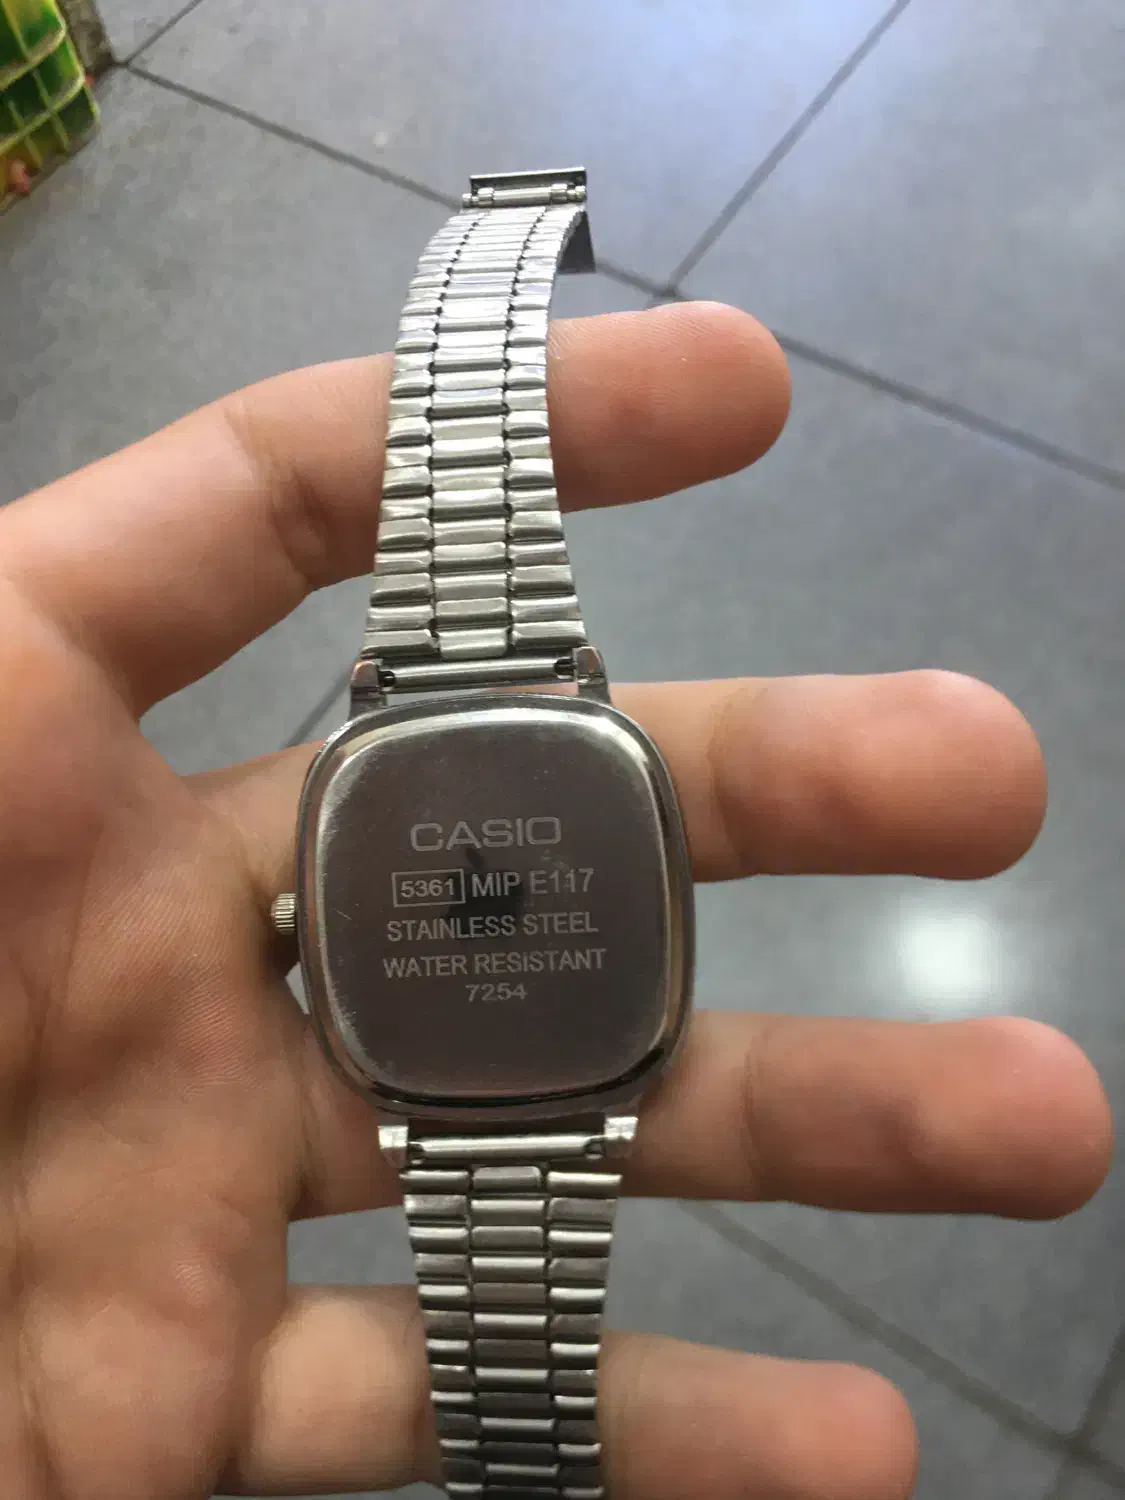 CASIO
5361 MIP E117
STAINLESS STEEL
WATER RESISTANT
7254